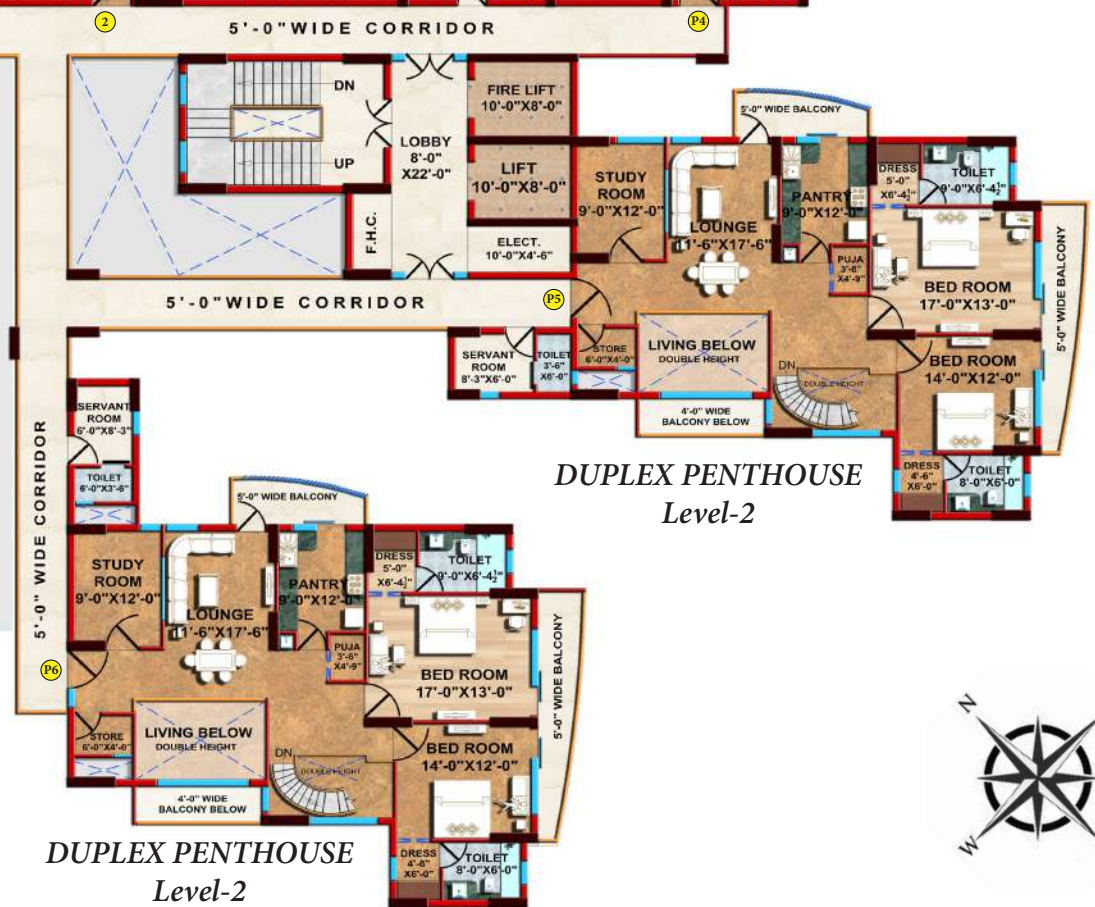 2
P4
5'-0" WIDE CORRIDOR
DN
UP
LOBBY
8'-0"
X22'-0"
FIRE LIFT
10'-0"X8'-0"
LIFT
10'-0"X8'-0"
F.H.C.
ELECT.
10'-0"X4'-6"
5'-0" WIDE CORRIDOR
P5
5'-0" WIDE BALCONY
STUDY
ROOM
9'-0"X12'-0"
LOUNGE
11'-6"X17'-6"
PANTRY
9'-0"X12'-0"
DRESS
5'-0"
X6'-4½"
TOILET
9'-0"X6'-4½"
PUJA
3'-6"
X4'-9"
BED ROOM
17'-0"X13'-0"
5'-0" WIDE BALCONY
SERVANT
ROOM
8'-3"X6'-0"
TOILET
3'-6"
X6'-0"
STORE
6'-0"X4'-0"
LIVING BELOW
DOUBLE HEIGHT
DN
DOUBLE HEIGHT
BED ROOM
14'-0"X12'-0"
4'-0" WIDE
BALCONY BELOW
DRESS
4'-6"
X6'-0"
TOILET
8'-0"X6'-0"
DUPLEX PENTHOUSE
Level-2
5'-0" WIDE CORRIDOR
SERVANT
ROOM
6'-0"X8'-3"
TOILET
6'-0"X3'-6"
P6
5'-0" WIDE BALCONY
STUDY
ROOM
9'-0"X12'-0"
LOUNGE
11'-6"X17'-6"
PANTRY
9'-0"X12'-0"
DRESS
5'-0"
X6'-4½"
TOILET
9'-0"X6'-4½"
PUJA
3'-6"
X4'-9"
BED ROOM
17'-0"X13'-0"
5'-0" WIDE BALCONY
STORE
6'-0"X4'-0"
LIVING BELOW
DOUBLE HEIGHT
DN
DOUBLE HEIGHT
BED ROOM
14'-0"X12'-0"
4'-0" WIDE
BALCONY BELOW
DRESS
4'-6"
X6'-0"
TOILET
8'-0"X6'-0"
DUPLEX PENTHOUSE
Level-2
N
W